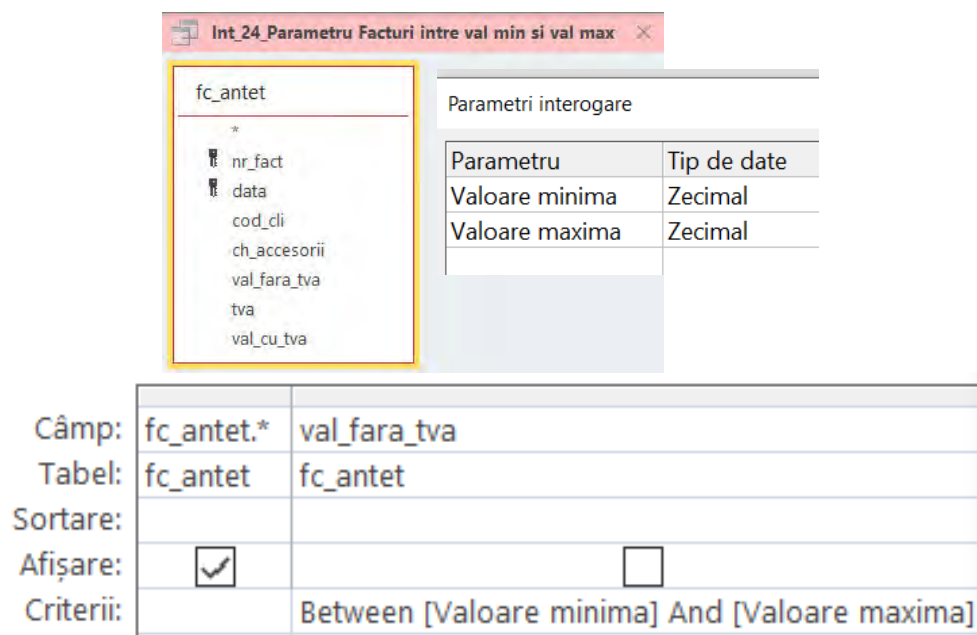 Int_24_Parametru Facturi intre val min si val max
fc_antet
*
nr_fact
data
cod_cli
ch_accesorii
val_fara_tva
tva
val_cu_tva
Parametri interogare
Parametru Tip de date
Valoare minima Zecimal
Valoare maxima Zecimal
Câmp: fc_antet.* val_fara_tva
Tabel: fc_antet fc_antet
Sortare:
Afișare:
Criterii: Between [Valoare minima] And [Valoare maxima]